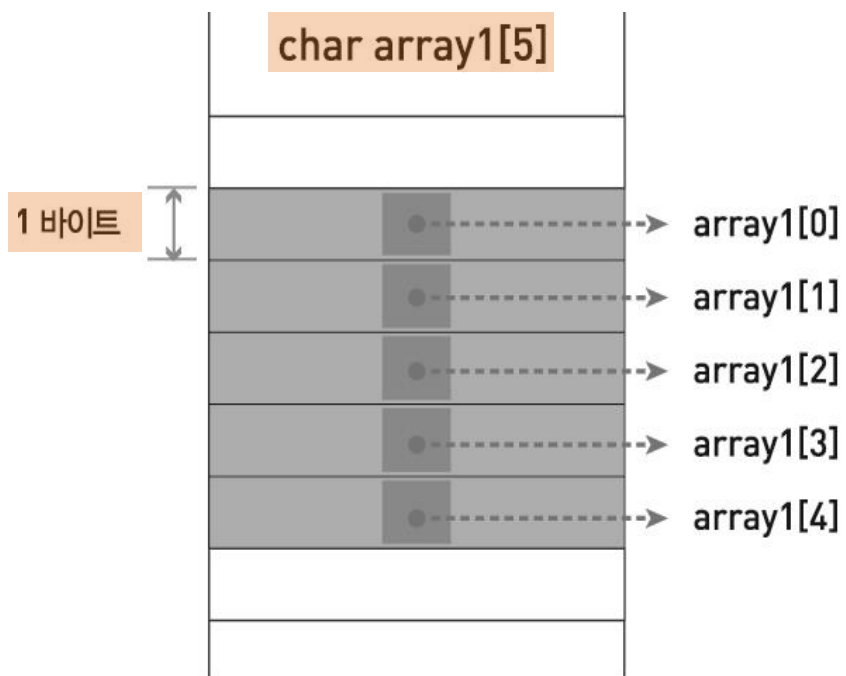 char array1[5]
1 바이트
array1[0]
array1[1]
array1[2]
array1[3]
array1[4]